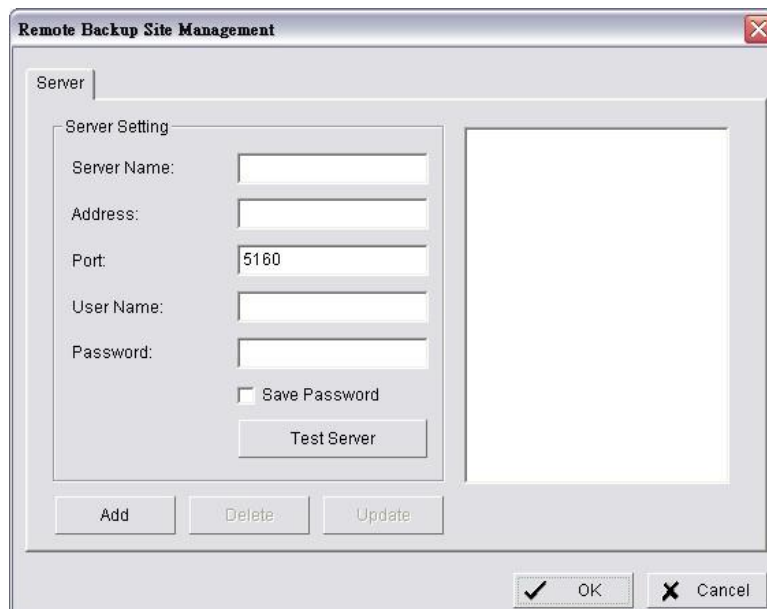 Remote Backup Site Management
Server
Server Setting
Server Name:
Address:
Port: 5160
User Name:
Password:
Save Password
Test Server
Add Delete Update
OK Cancel